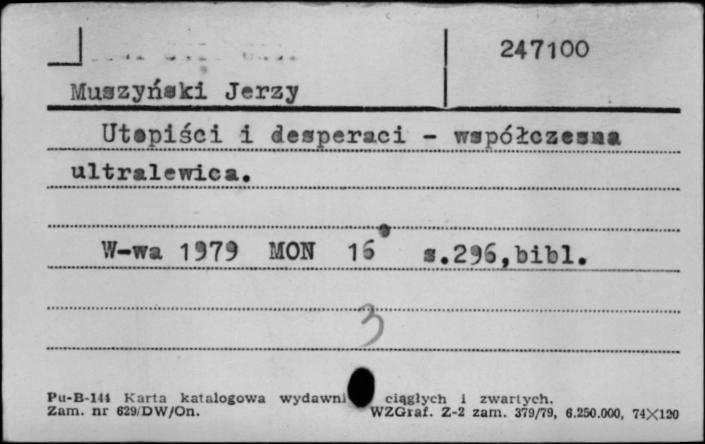 247100
Muszyński Jerzy
Utopiści i desperaci - współczesna
ultralewica.
W-wa 1979 MON 16° s.296,bibl.
3
Pu-B-144 Karta katalogowa wydawni ciągłych i zwartych.
Zam. nr 629/DW/On. WZGraf. Z-2 zam. 379/79, 6.250.000, 74X120